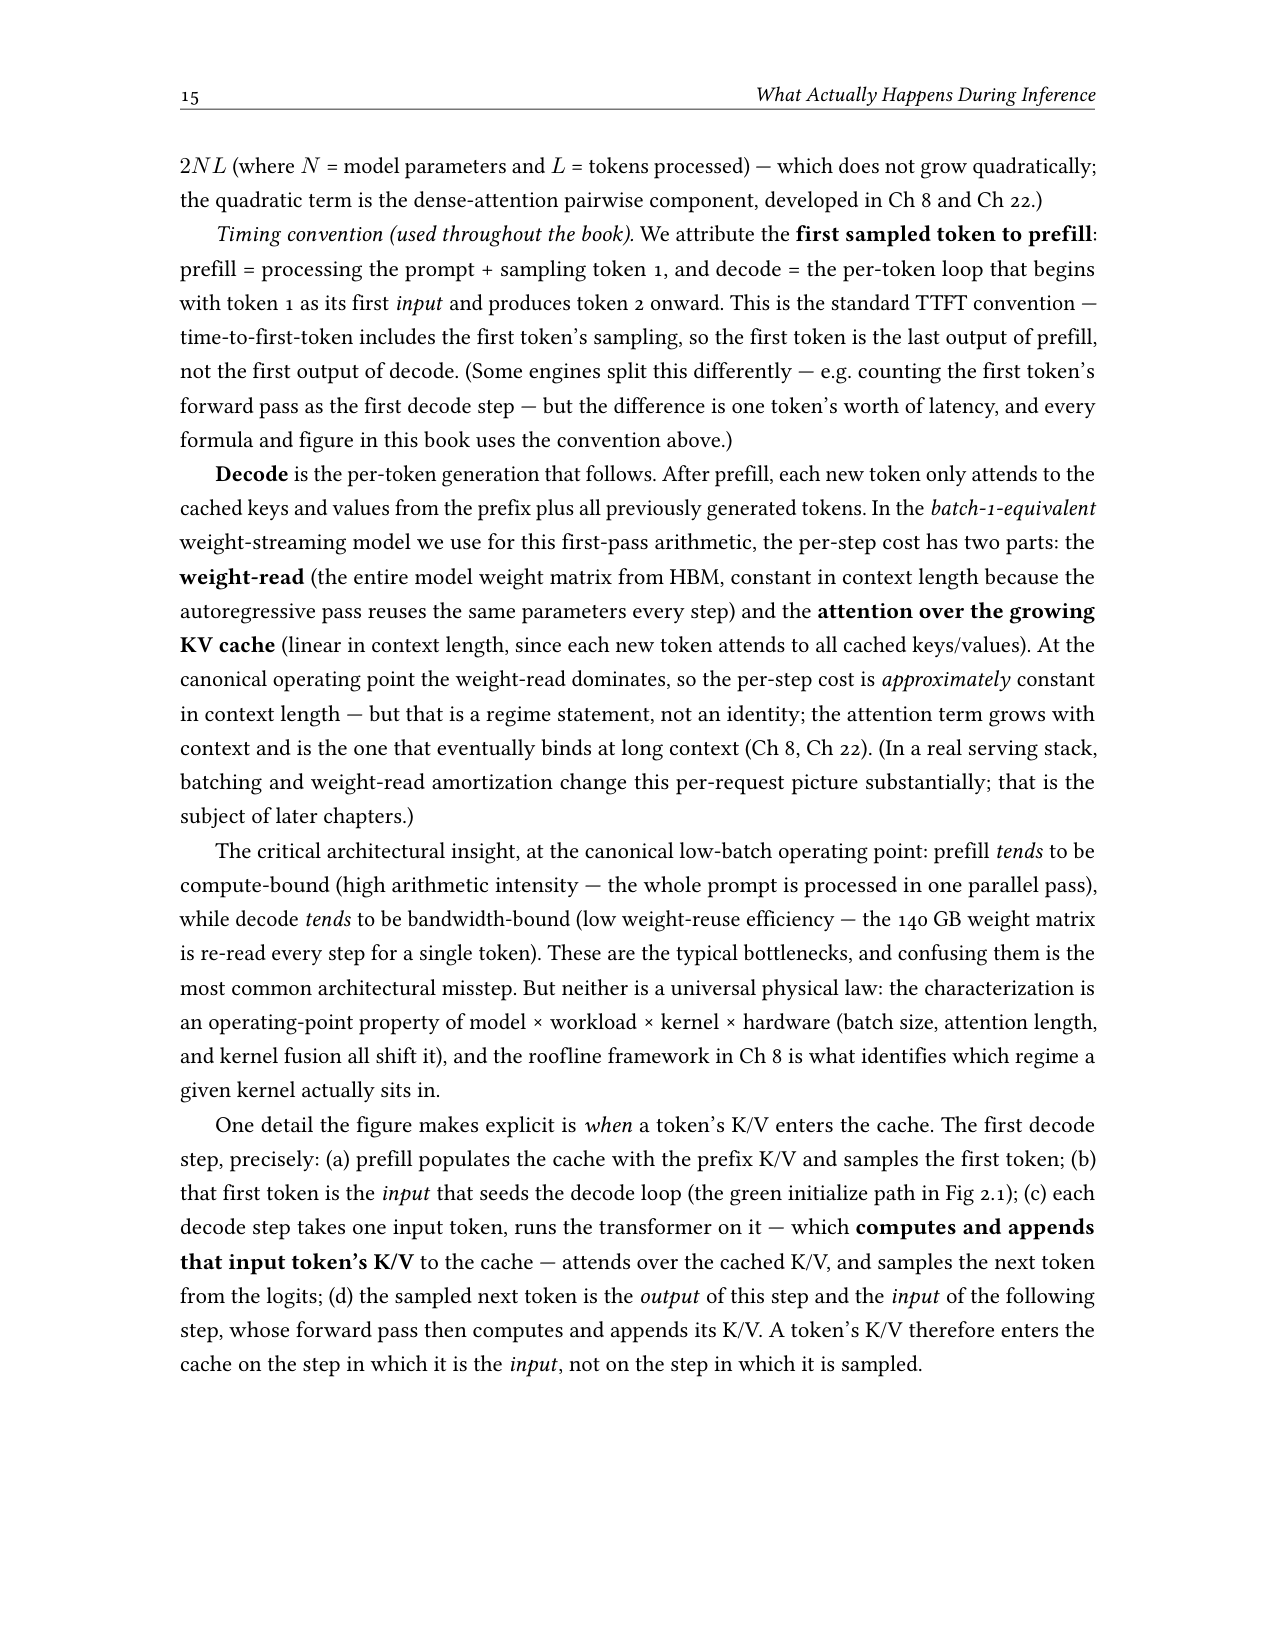 15
What Actually Happens During Inference
2NL (where N = model parameters and L = tokens processed) — which does not grow quadratically;
the quadratic term is the dense-attention pairwise component, developed in Ch 8 and Ch 22.)
Timing convention (used throughout the book). We attribute the first sampled token to prefill:
prefill = processing the prompt + sampling token 1, and decode = the per-token loop that begins
with token 1 as its first input and produces token 2 onward. This is the standard TTFT convention —
time-to-first-token includes the first token’s sampling, so the first token is the last output of prefill,
not the first output of decode. (Some engines split this differently — e.g. counting the first token’s
forward pass as the first decode step — but the difference is one token’s worth of latency, and every
formula and figure in this book uses the convention above.)
Decode is the per-token generation that follows. After prefill, each new token only attends to the
cached keys and values from the prefix plus all previously generated tokens. In the batch-1-equivalent
weight-streaming model we use for this first-pass arithmetic, the per-step cost has two parts: the
weight-read (the entire model weight matrix from HBM, constant in context length because the
autoregressive pass reuses the same parameters every step) and the attention over the growing
KV cache (linear in context length, since each new token attends to all cached keys/values). At the
canonical operating point the weight-read dominates, so the per-step cost is approximately constant
in context length — but that is a regime statement, not an identity; the attention term grows with
context and is the one that eventually binds at long context (Ch 8, Ch 22). (In a real serving stack,
batching and weight-read amortization change this per-request picture substantially; that is the
subject of later chapters.)
The critical architectural insight, at the canonical low-batch operating point: prefill tends to be
compute-bound (high arithmetic intensity — the whole prompt is processed in one parallel pass),
while decode tends to be bandwidth-bound (low weight-reuse efficiency — the 140 GB weight matrix
is re-read every step for a single token). These are the typical bottlenecks, and confusing them is the
most common architectural misstep. But neither is a universal physical law: the characterization is
an operating-point property of model × workload × kernel × hardware (batch size, attention length,
and kernel fusion all shift it), and the roofline framework in Ch 8 is what identifies which regime a
given kernel actually sits in.
One detail the figure makes explicit is when a token’s K/V enters the cache. The first decode
step, precisely: (a) prefill populates the cache with the prefix K/V and samples the first token; (b)
that first token is the input that seeds the decode loop (the green initialize path in Fig 2.1); (c) each
decode step takes one input token, runs the transformer on it — which computes and appends
that input token’s K/V to the cache — attends over the cached K/V, and samples the next token
from the logits; (d) the sampled next token is the output of this step and the input of the following
step, whose forward pass then computes and appends its K/V. A token’s K/V therefore enters the
cache on the step in which it is the input, not on the step in which it is sampled.